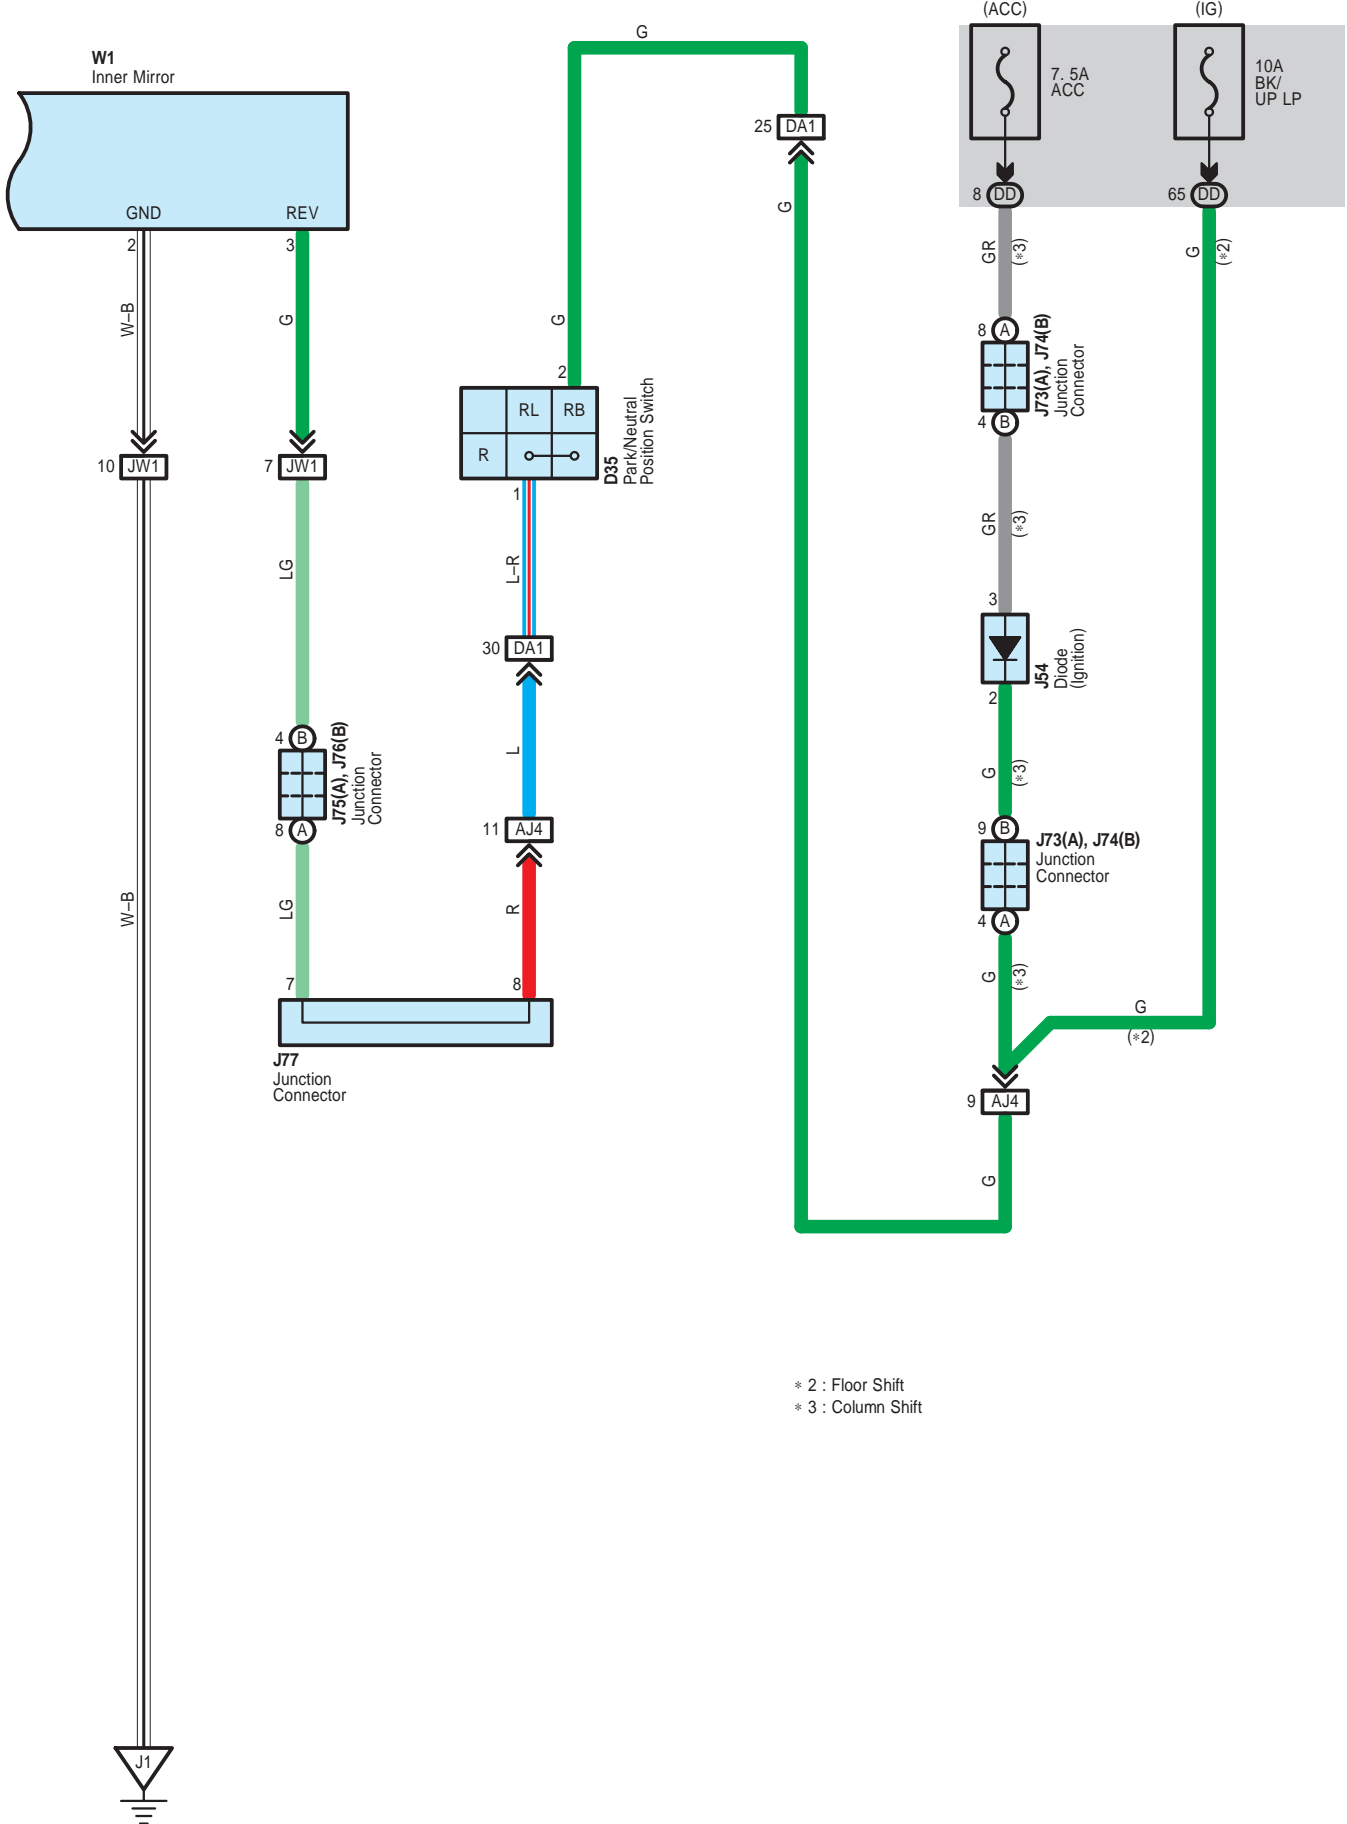 (ACC)
(IG)
7. 5A
ACC
10A
BK/
UP LP
8 DD
65 DD
W1
Inner Mirror
GND
REV
2
3
W–B
G
10 JW1
7 JW1
LG
4 B
J75(A), J76(B)
Junction
Connector
8 A
LG
W–B
7
8
J77
Junction
Connector
J1
G
G
2
RL
RB
R
D35
Park/Neutral
Position Switch
1
L–R
30 DA1
L
11 AJ4
R
25 DA1
G
GR
(*3)
G
(*2)
8 A
J73(A), J74(B)
Junction
Connector
4 B
GR
(*3)
3
J54
Diode
(Ignition)
2
G
(*3)
9 B
J73(A), J74(B)
Junction
Connector
4 A
G
(*3)
G
(*2)
9 AJ4
G
* 2 : Floor Shift
* 3 : Column Shift